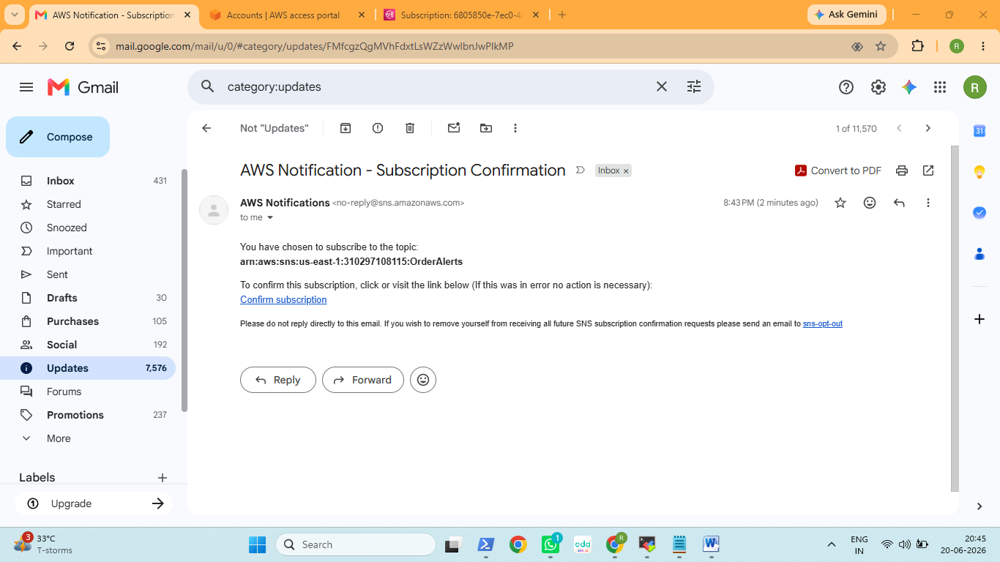 AWS Notification - Subscription
Accounts | AWS access portal
Subscription: 6805850e-7ec0-4
Ask Gemini
mail.google.com/mail/u/0/#category/updates/FMfcgzQgMVhFdxtLsWZzWwlbnJwPlkMP
R
Gmail
category:updates
R
Compose
Not "Updates"
1 of 11,570
31
AWS Notification - Subscription Confirmation
Inbox ×
Convert to PDF
Inbox 431
AWS Notifications <no-reply@sns.amazonaws.com>
8:43 PM (2 minutes ago)
Starred
to me
Snoozed
You have chosen to subscribe to the topic:
Important
arn:aws:sns:us-east-1:310297108115:OrderAlerts
Sent
To confirm this subscription, click or visit the link below (If this was in error no action is necessary):
Drafts 30
Confirm subscription
Purchases 105
Please do not reply directly to this email. If you wish to remove yourself from receiving all future SNS subscription confirmation requests please send an email to sns-opt-out
Social 192
Updates 7,576
Reply
Forward
Forums
Promotions 237
More
Labels
Upgrade
3
33°C
T-storms
Search
1
R
ENG
IN
20:45
20-06-2026